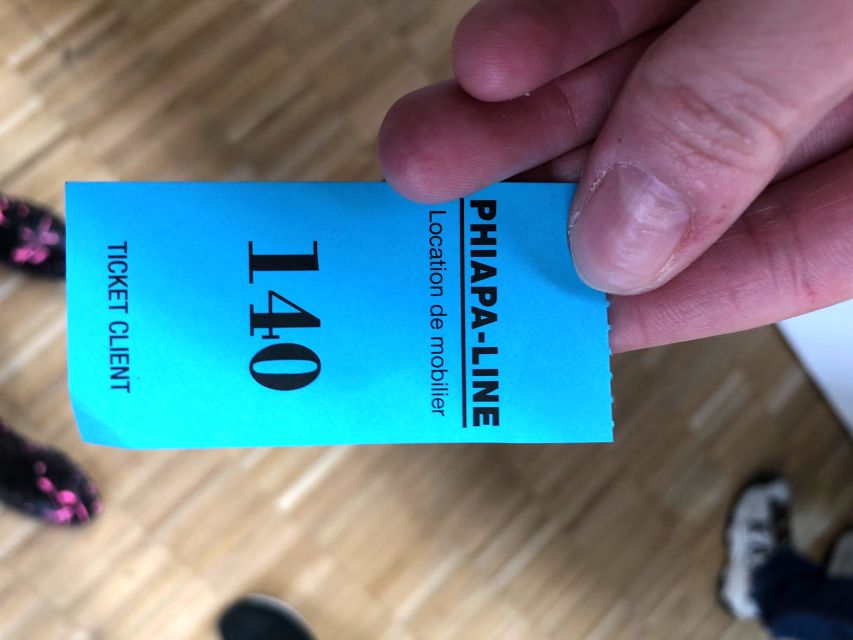 PHIAPA-LINE
Location de mobilier
140
TICKET CLIENT